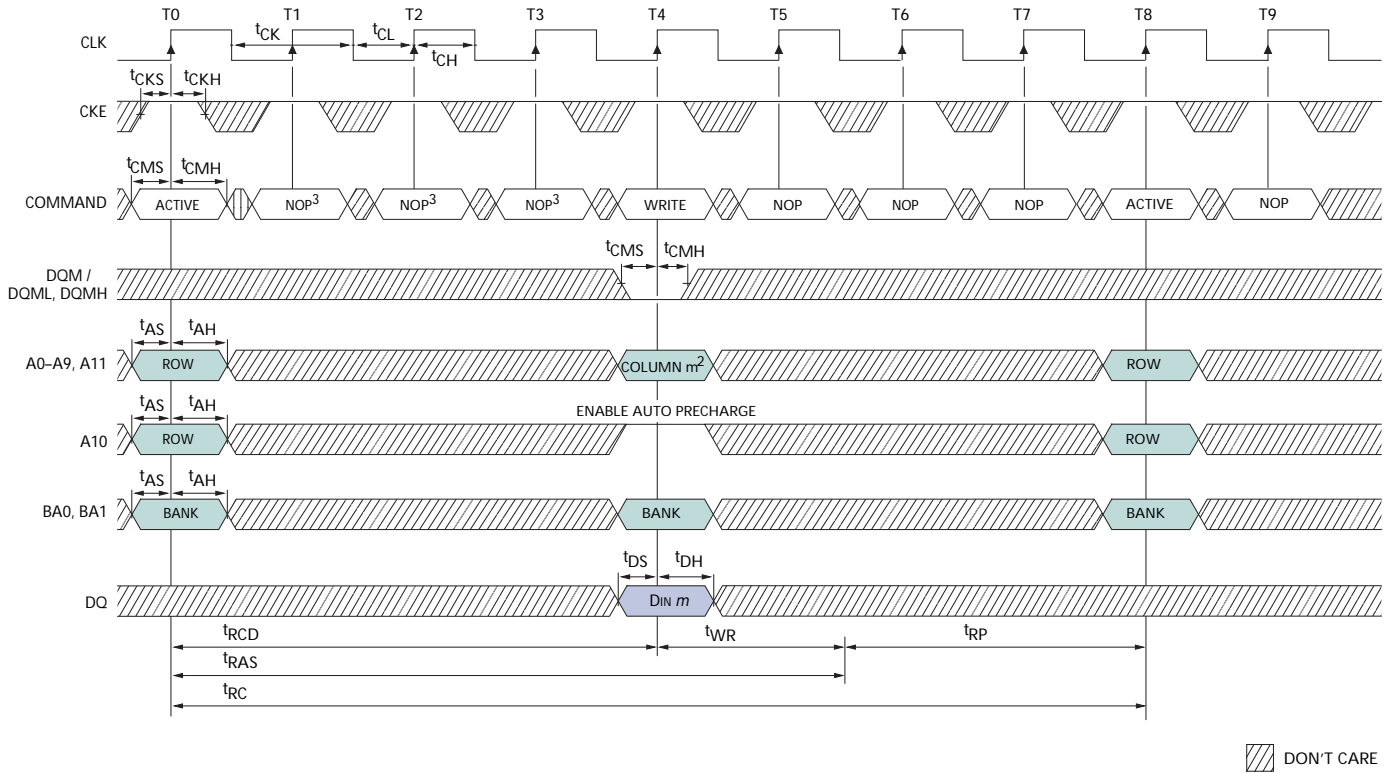 T0 T1 T2 T3 T4 T5 T6 T7 T8 T9
CLK
tCK tCL tCH
tCKS tCKH
CKE
tCMS tCMH
COMMAND ACTIVE NOP3 NOP3 NOP3 WRITE NOP NOP NOP ACTIVE NOP
tCMS tCMH
DQM /
DQML, DQMH
tAS tAH
A0–A9, A11 ROW COLUMN m2 ROW
tAS tAH
ENABLE AUTO PRECHARGE
A10 ROW ROW
tAS tAH
BA0, BA1 BANK BANK BANK
tDS tDH
DQ DIN m
tRCD tWR tRP
tRAS
tRC
DON'T CARE